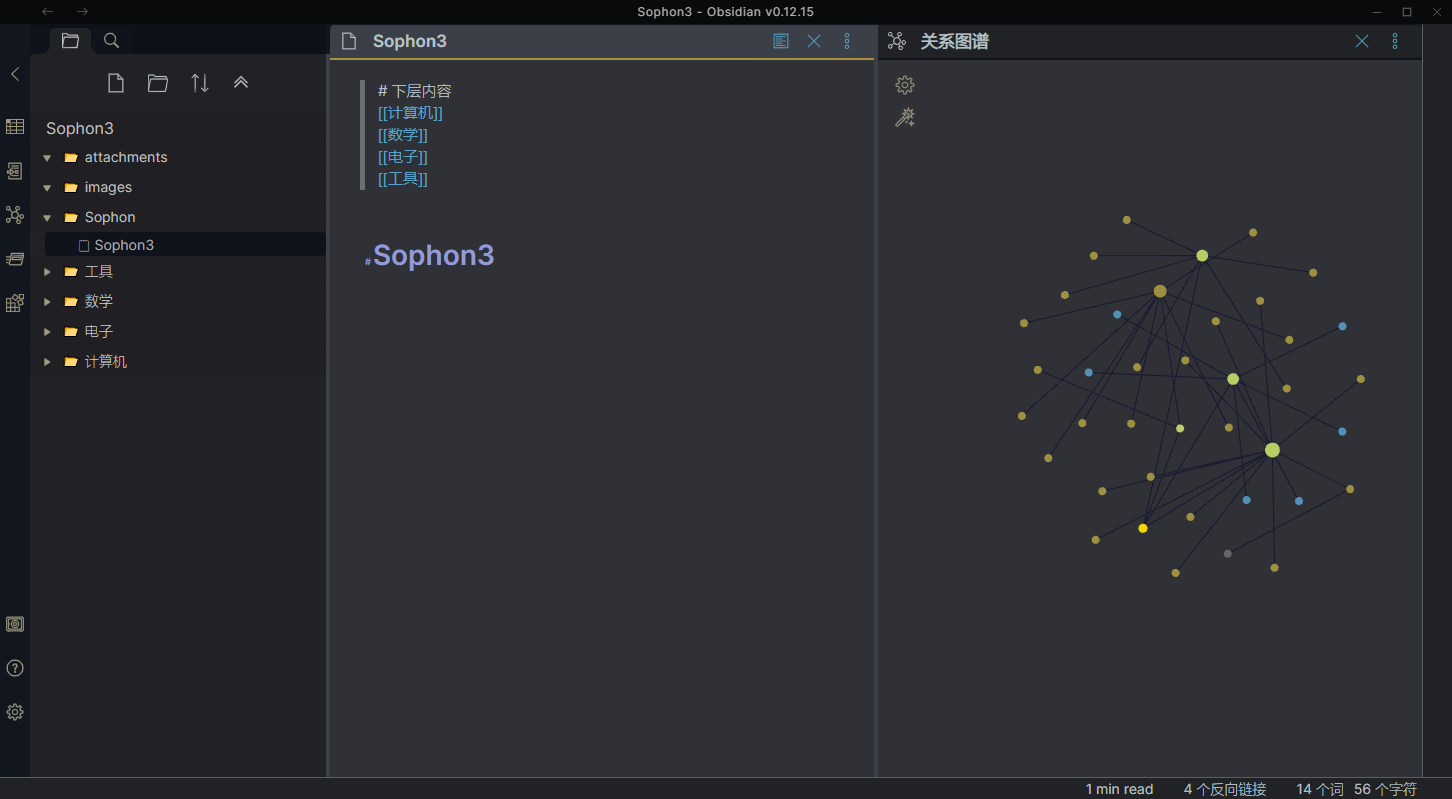 Sophon3 - Obsidian v0.12.15
Sophon3
attachments
images
Sophon
Sophon3
工具
数学
电子
计算机
Sophon3
# 下层内容
[[计算机]]
[[数学]]
[[电子]]
[[工具]]
#Sophon3
关系图谱
1 min read 4 个反向链接 14 个词 56 个字符